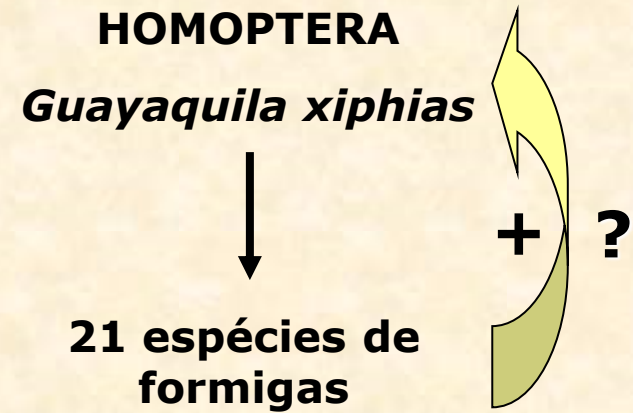 HOMOPTERA
Guayaquila xiphias
+ ?
21 espécies de
formigas